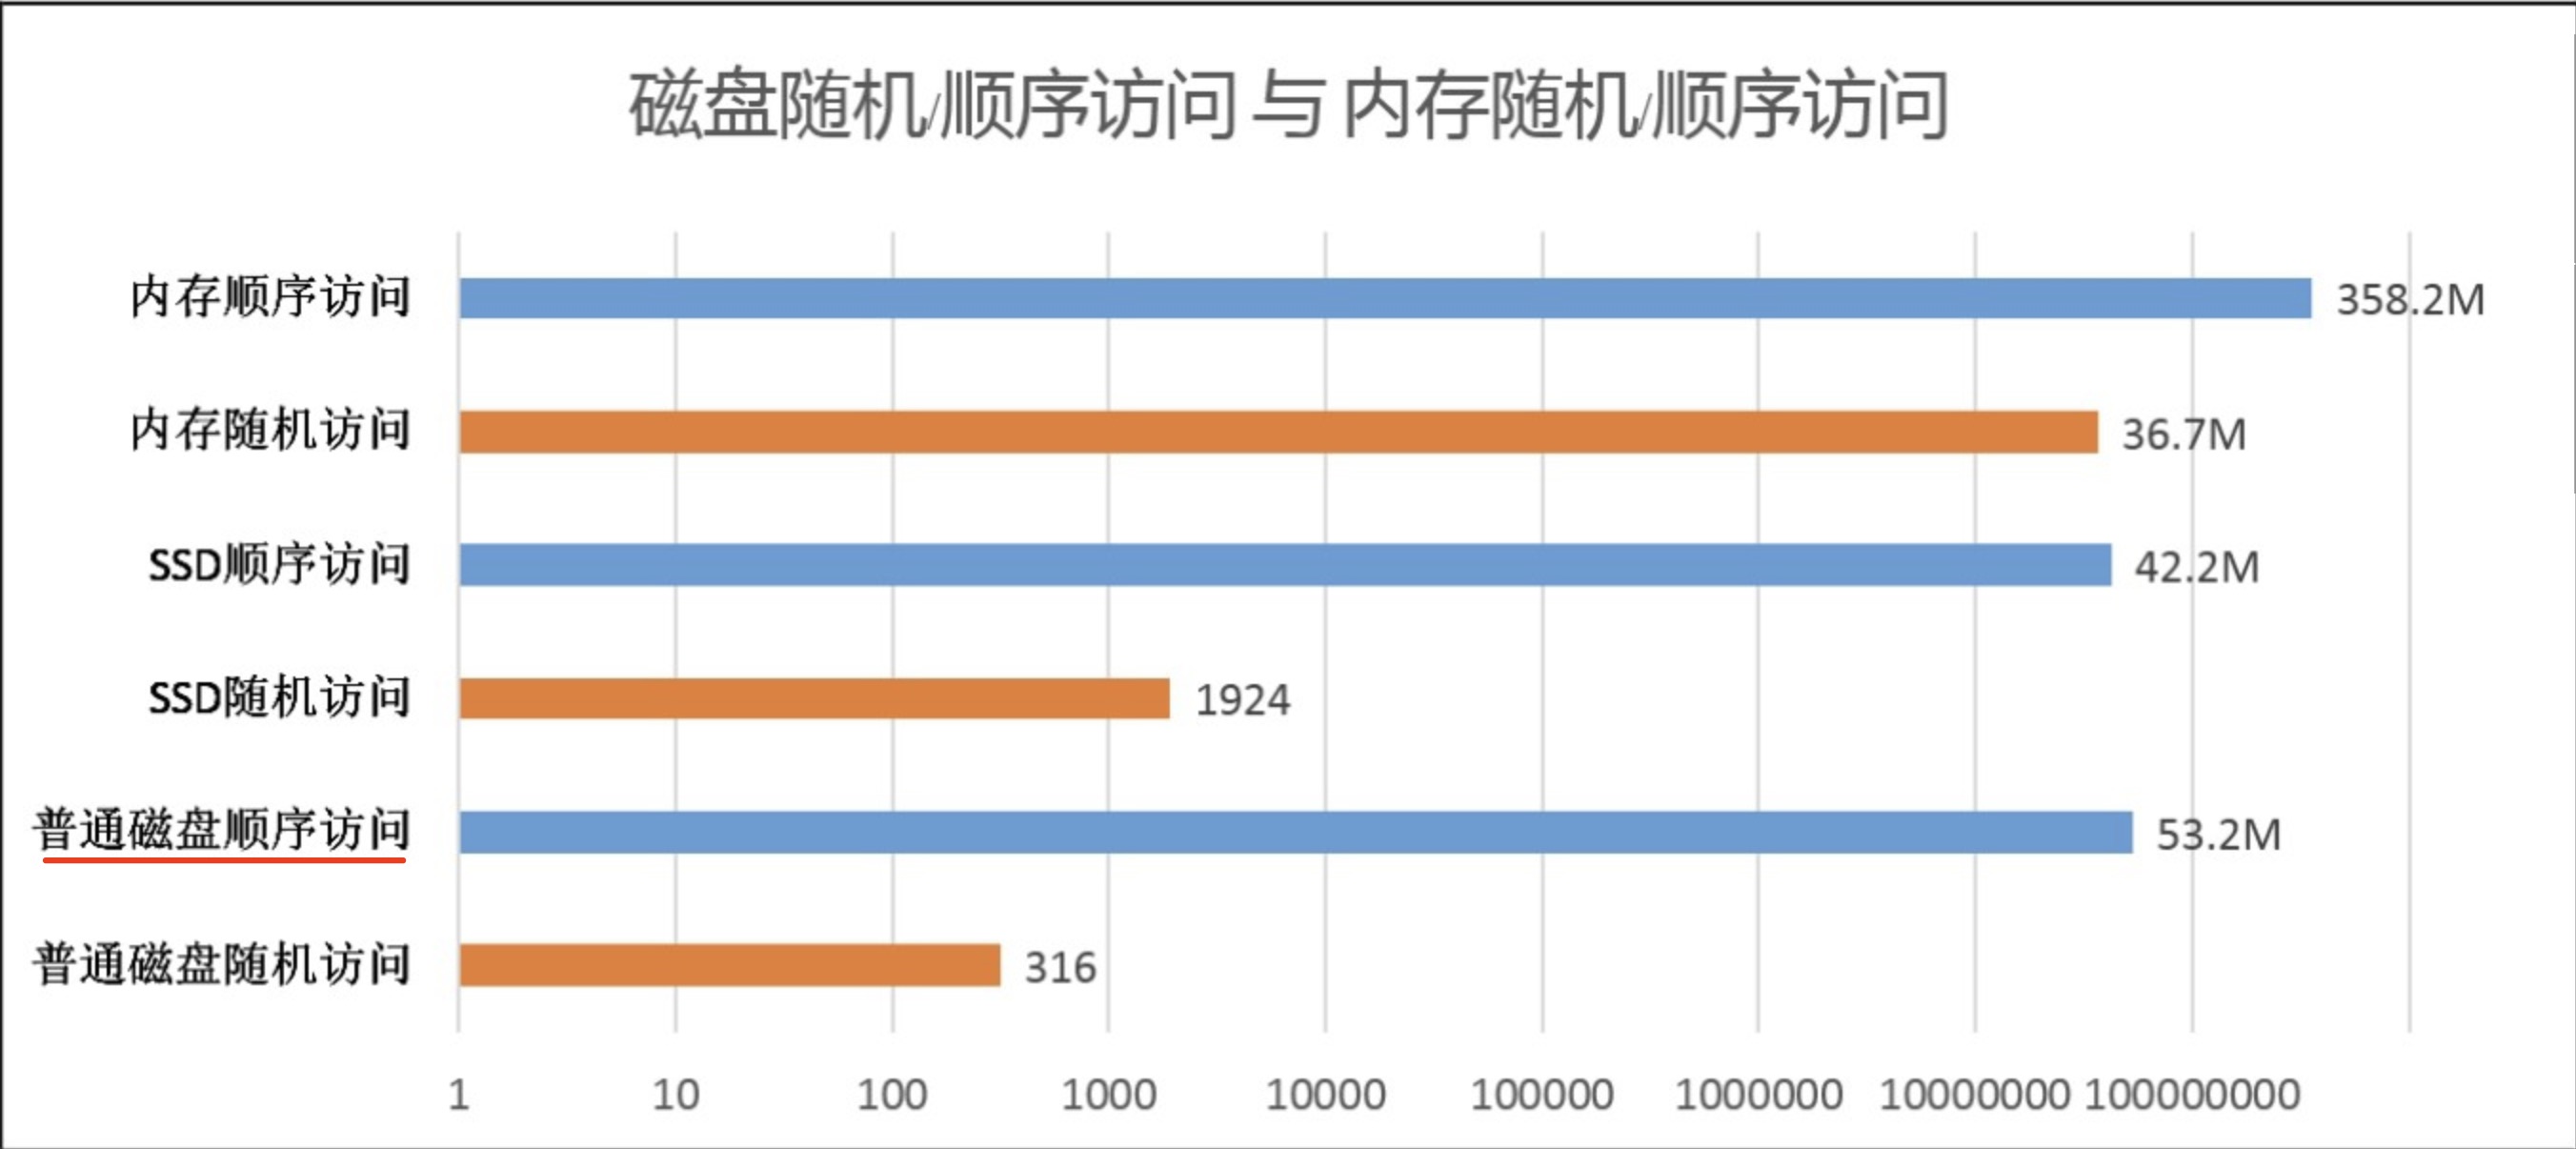 磁盘随机/顺序访问 与 内存随机/顺序访问
内存顺序访问 358.2M
内存随机访问 36.7M
SSD顺序访问 42.2M
SSD随机访问 1924
普通磁盘顺序访问 53.2M
普通磁盘随机访问 316
1 10 100 1000 10000 100000 1000000 10000000 100000000